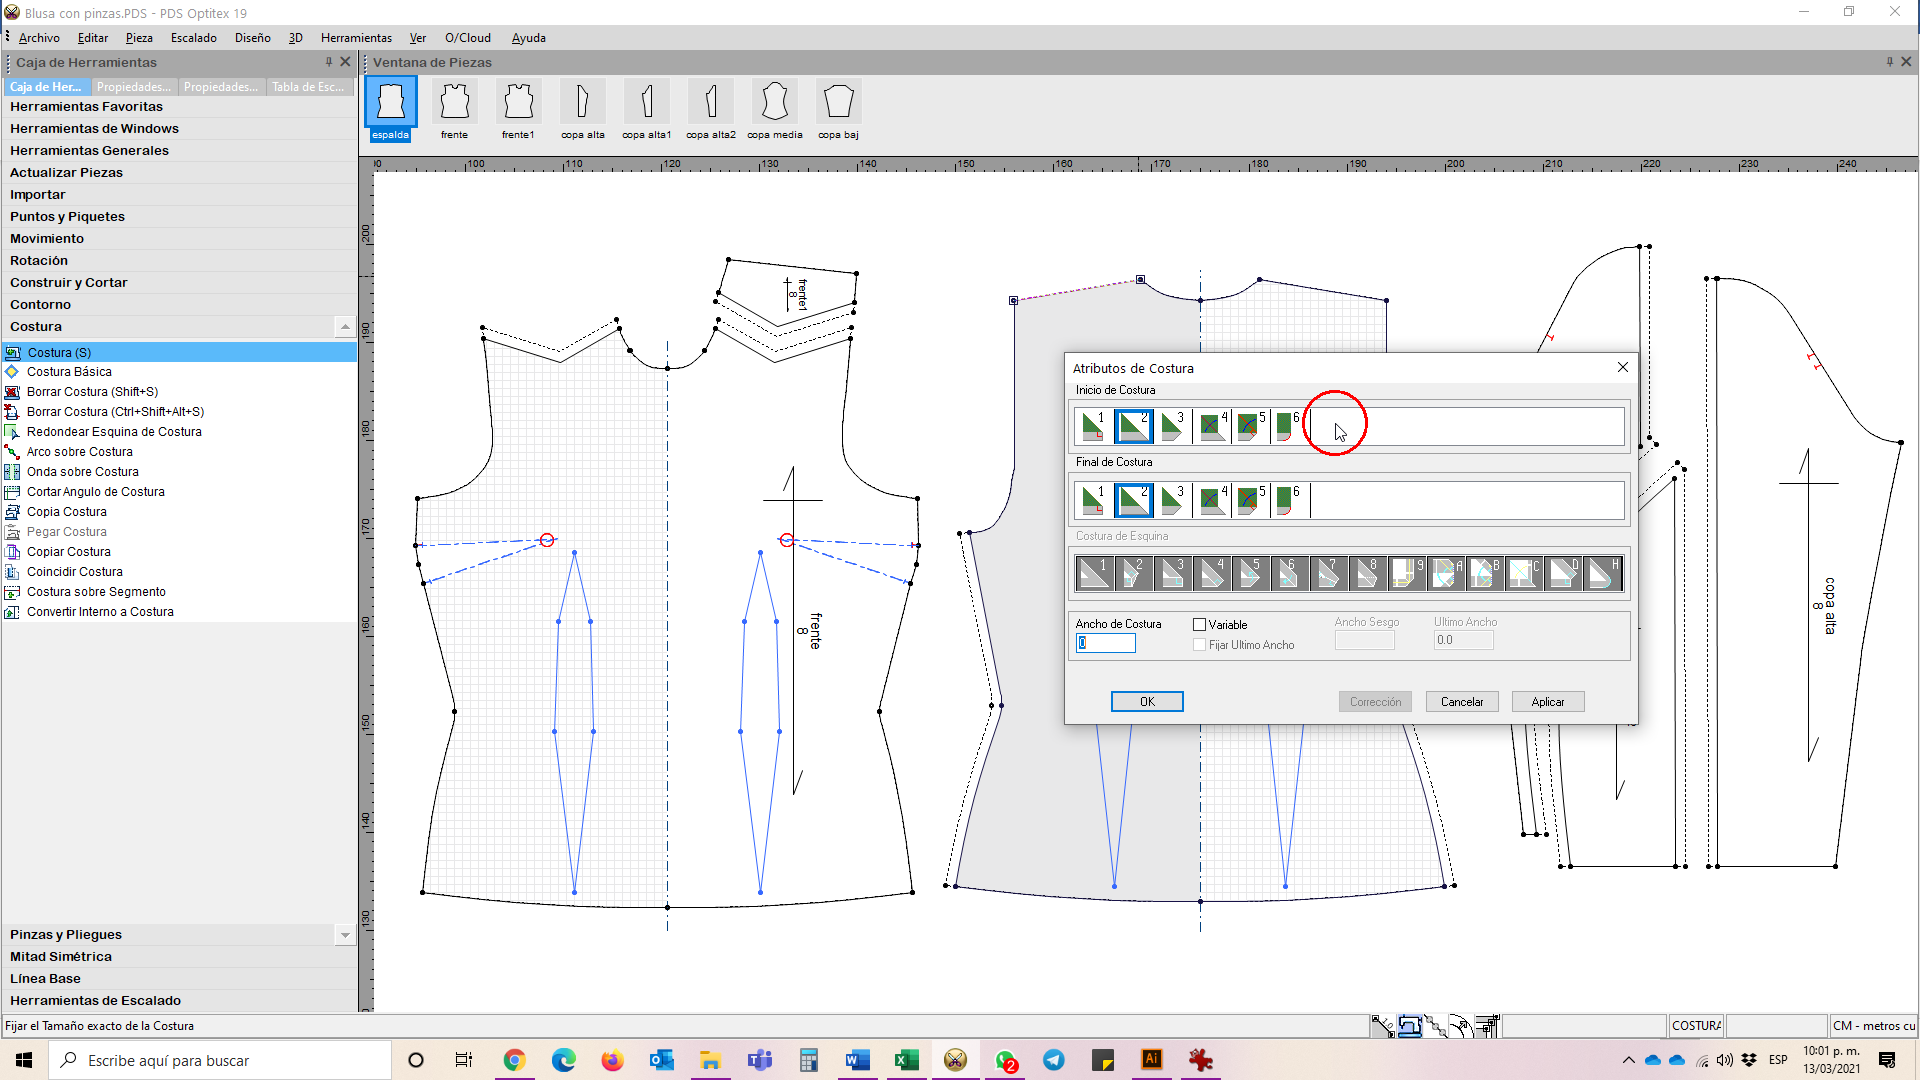 Blusa con pinzas.PDS - PDS Optitex 19
Archivo Editar Pieza Escalado Diseño 3D Herramientas Ver O/Cloud Ayuda
Caja de Herramientas
Caja de Her... Propiedades... Propiedades... Tabla de Esc...
Herramientas Favoritas
Herramientas de Windows
Herramientas Generales
Actualizar Piezas
Importar
Puntos y Piquetes
Movimiento
Rotación
Construir y Cortar
Contorno
Costura
Costura (S)
Costura Básica
Borrar Costura (Shift+S)
Borrar Costura (Ctrl+Shift+Alt+S)
Redondear Esquina de Costura
Arco sobre Costura
Onda sobre Costura
Cortar Angulo de Costura
Copia Costura
Pegar Costura
Copiar Costura
Coincidir Costura
Costura sobre Segmento
Convertir Interno a Costura
Pinzas y Pliegues
Mitad Simétrica
Línea Base
Herramientas de Escalado
Ventana de Piezas
espalda frente frente1 copa alta copa alta1 copa alta2 copa media copa baj
100 110 120 130 140 150 160 170 180 190 200 210 220 230 240
200
190
180
170
160
150
140
130
frente1
8
frente
8
copa alta
8
Atributos de Costura
Inicio de Costura
1 2 3 4 5 6
Final de Costura
1 2 3 4 5 6
Costura de Esquina
1 2 3 4 5 6 7 8 9 A B C D H
Ancho de Costura Variable Ancho Sesgo Ultimo Ancho
0 Fijar Ultimo Ancho 0.0
OK Corrección Cancelar Aplicar
Fijar el Tamaño exacto de la Costura
COSTURA
CM - metros cu
Escribe aquí para buscar
2
Ai
ESP
10:01 p. m.
13/03/2021